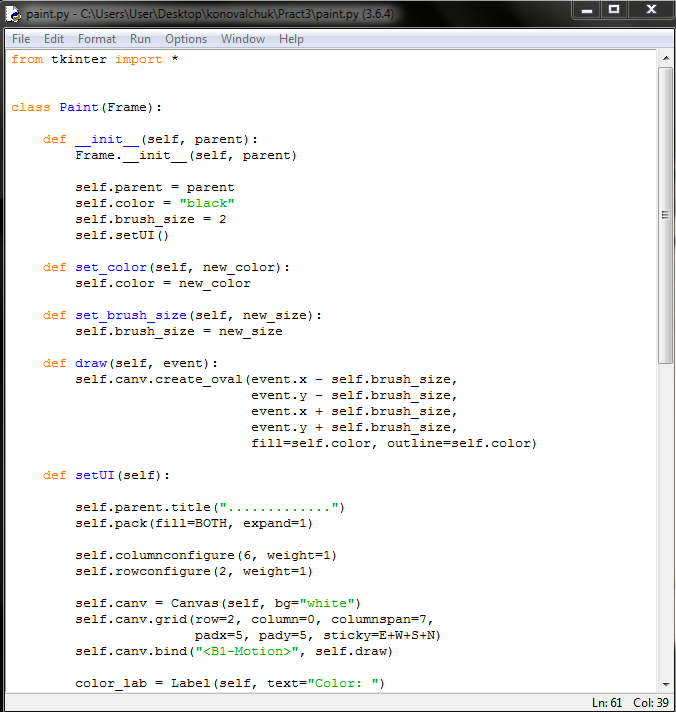 paint.py - C:\Users\User\Desktop\konovalchuk\Pract3\paint.py (3.6.4)
File Edit Format Run Options Window Help
from tkinter import *
class Paint(Frame):
    def __init__(self, parent):
        Frame.__init__(self, parent)
        self.parent = parent
        self.color = "black"
        self.brush_size = 2
        self.setUI()
    def set_color(self, new_color):
        self.color = new_color
    def set_brush_size(self, new_size):
        self.brush_size = new_size
    def draw(self, event):
        self.canv.create_oval(event.x - self.brush_size,
                              event.y - self.brush_size,
                              event.x + self.brush_size,
                              event.y + self.brush_size,
                              fill=self.color, outline=self.color)
    def setUI(self):
        self.parent.title(".............")
        self.pack(fill=BOTH, expand=1)
        self.columnconfigure(6, weight=1)
        self.rowconfigure(2, weight=1)
        self.canv = Canvas(self, bg="white")
        self.canv.grid(row=2, column=0, columnspan=7,
                       padx=5, pady=5, sticky=E+W+S+N)
        self.canv.bind("<B1-Motion>", self.draw)
        color_lab = Label(self, text="Color: ")
Ln: 61 Col: 39